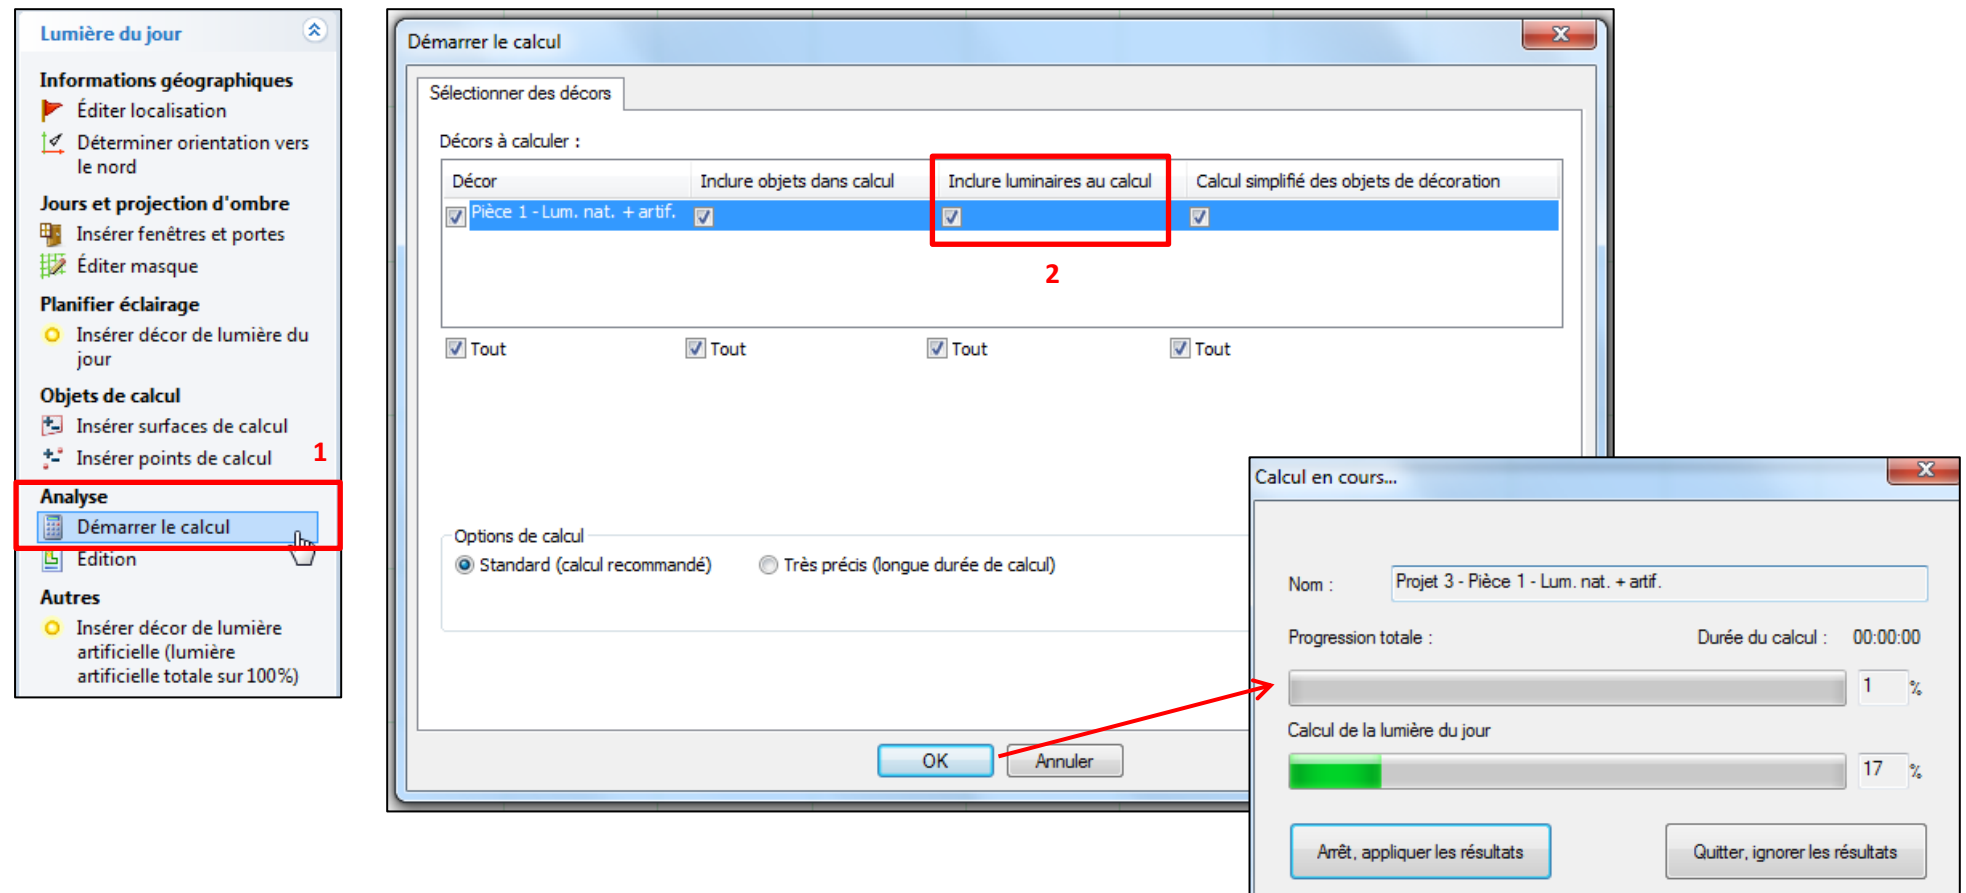 Lumière du jour
Informations géographiques
Éditer localisation
Déterminer orientation vers
le nord
Jours et projection d'ombre
Insérer fenêtres et portes
Éditer masque
Planifier éclairage
Insérer décor de lumière du
jour
Objets de calcul
Insérer surfaces de calcul
Insérer points de calcul
1
Analyse
Démarrer le calcul
Edition
Autres
Insérer décor de lumière
artificielle (lumière
artificielle totale sur 100%)
Démarrer le calcul
Sélectionner des décors
Décors à calculer :
Décor Inclure objets dans calcul Inclure luminaires au calcul Calcul simplifié des objets de décoration
Pièce 1 - Lum. nat. + artif.
2
Tout Tout Tout Tout
Options de calcul
Standard (calcul recommandé) Très précis (longue durée de calcul)
OK Annuler
Calcul en cours...
Nom : Projet 3 - Pièce 1 - Lum. nat. + artif.
Progression totale : Durée du calcul : 00:00:00
1 %
Calcul de la lumière du jour
17 %
Arrêt, appliquer les résultats Quitter, ignorer les résultats